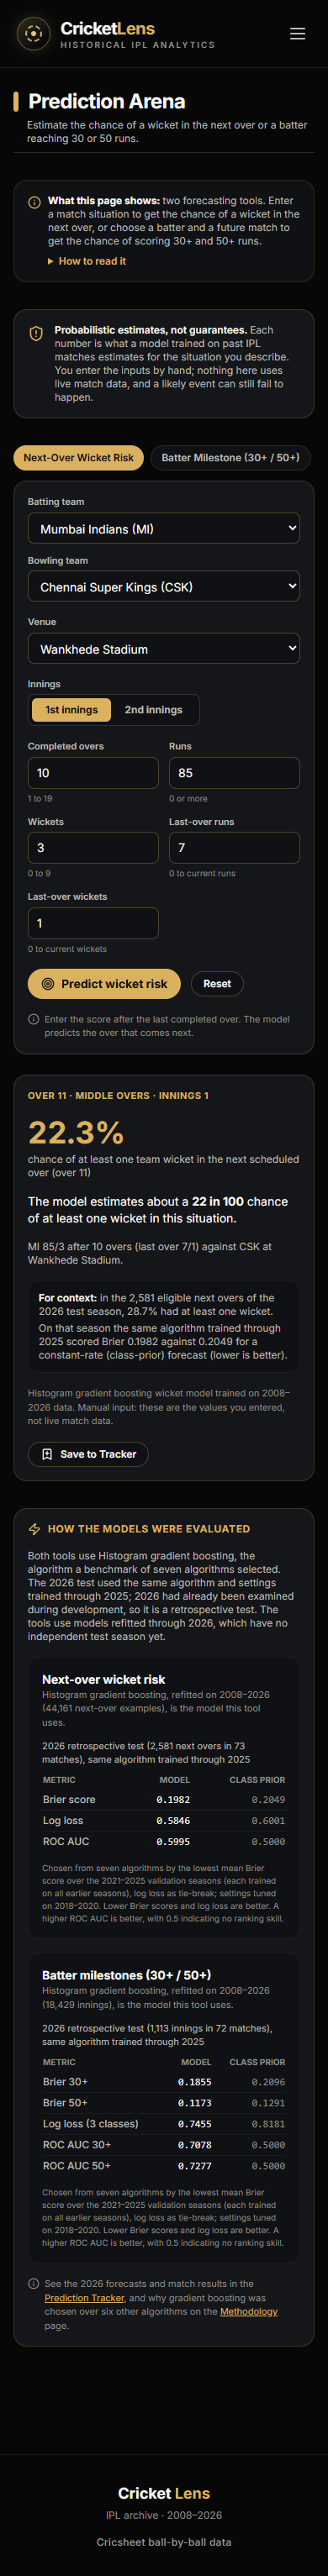 CricketLens
HISTORICAL IPL ANALYTICS
Prediction Arena
Estimate the chance of a wicket in the next over or a batter
reaching 30 or 50 runs.
What this page shows: two forecasting tools. Enter
a match situation to get the chance of a wicket in the
next over, or choose a batter and a future match to
get the chance of scoring 30+ and 50+ runs.
▶ How to read it
Probabilistic estimates, not guarantees. Each
number is what a model trained on past IPL
matches estimates for the situation you describe.
You enter the inputs by hand; nothing here uses
live match data, and a likely event can still fail to
happen.
Next-Over Wicket Risk Batter Milestone (30+ / 50+)
Batting team
Mumbai Indians (MI)
Bowling team
Chennai Super Kings (CSK)
Venue
Wankhede Stadium
Innings
1st innings 2nd innings
Completed overs Runs
10 85
1 to 19 0 or more
Wickets Last-over runs
3 7
0 to 9 0 to current runs
Last-over wickets
1
0 to current wickets
Predict wicket risk Reset
Enter the score after the last completed over. The model
predicts the over that comes next.
OVER 11 · MIDDLE OVERS · INNINGS 1
22.3%
chance of at least one team wicket in the next scheduled
over (over 11)
The model estimates about a 22 in 100 chance
of at least one wicket in this situation.
MI 85/3 after 10 overs (last over 7/1) against CSK at
Wankhede Stadium.
For context: in the 2,581 eligible next overs of the
2026 test season, 28.7% had at least one wicket.
On that season the same algorithm trained through
2025 scored Brier 0.1982 against 0.2049 for a
constant-rate (class-prior) forecast (lower is better).
Histogram gradient boosting wicket model trained on 2008–
2026 data. Manual input: these are the values you entered,
not live match data.
Save to Tracker
HOW THE MODELS WERE EVALUATED
Both tools use Histogram gradient boosting, the
algorithm a benchmark of seven algorithms selected.
The 2026 test used the same algorithm and settings
trained through 2025; 2026 had already been examined
during development, so it is a retrospective test. The
tools use models refitted through 2026, which have no
independent test season yet.
Next-over wicket risk
Histogram gradient boosting, refitted on 2008–2026
(44,161 next-over examples), is the model this tool
uses.
2026 retrospective test (2,581 next overs in 73
matches), same algorithm trained through 2025
METRIC MODEL CLASS PRIOR
Brier score 0.1982 0.2049
Log loss 0.5846 0.6001
ROC AUC 0.5995 0.5000
Chosen from seven algorithms by the lowest mean Brier
score over the 2021–2025 validation seasons (each trained
on all earlier seasons), log loss as tie-break; settings tuned
on 2018–2020. Lower Brier scores and log loss are better. A
higher ROC AUC is better, with 0.5 indicating no ranking skill.
Batter milestones (30+ / 50+)
Histogram gradient boosting, refitted on 2008–2026
(18,429 innings), is the model this tool uses.
2026 retrospective test (1,113 innings in 72 matches),
same algorithm trained through 2025
METRIC MODEL CLASS PRIOR
Brier 30+ 0.1855 0.2096
Brier 50+ 0.1173 0.1291
Log loss (3 classes) 0.7455 0.8181
ROC AUC 30+ 0.7078 0.5000
ROC AUC 50+ 0.7277 0.5000
Chosen from seven algorithms by the lowest mean Brier
score over the 2021–2025 validation seasons (each trained
on all earlier seasons), log loss as tie-break; settings tuned
on 2018–2020. Lower Brier scores and log loss are better. A
higher ROC AUC is better, with 0.5 indicating no ranking skill.
See the 2026 forecasts and match results in the
Prediction Tracker, and why gradient boosting was
chosen over six other algorithms on the Methodology
page.
Cricket Lens
IPL archive · 2008–2026
Cricsheet ball-by-ball data